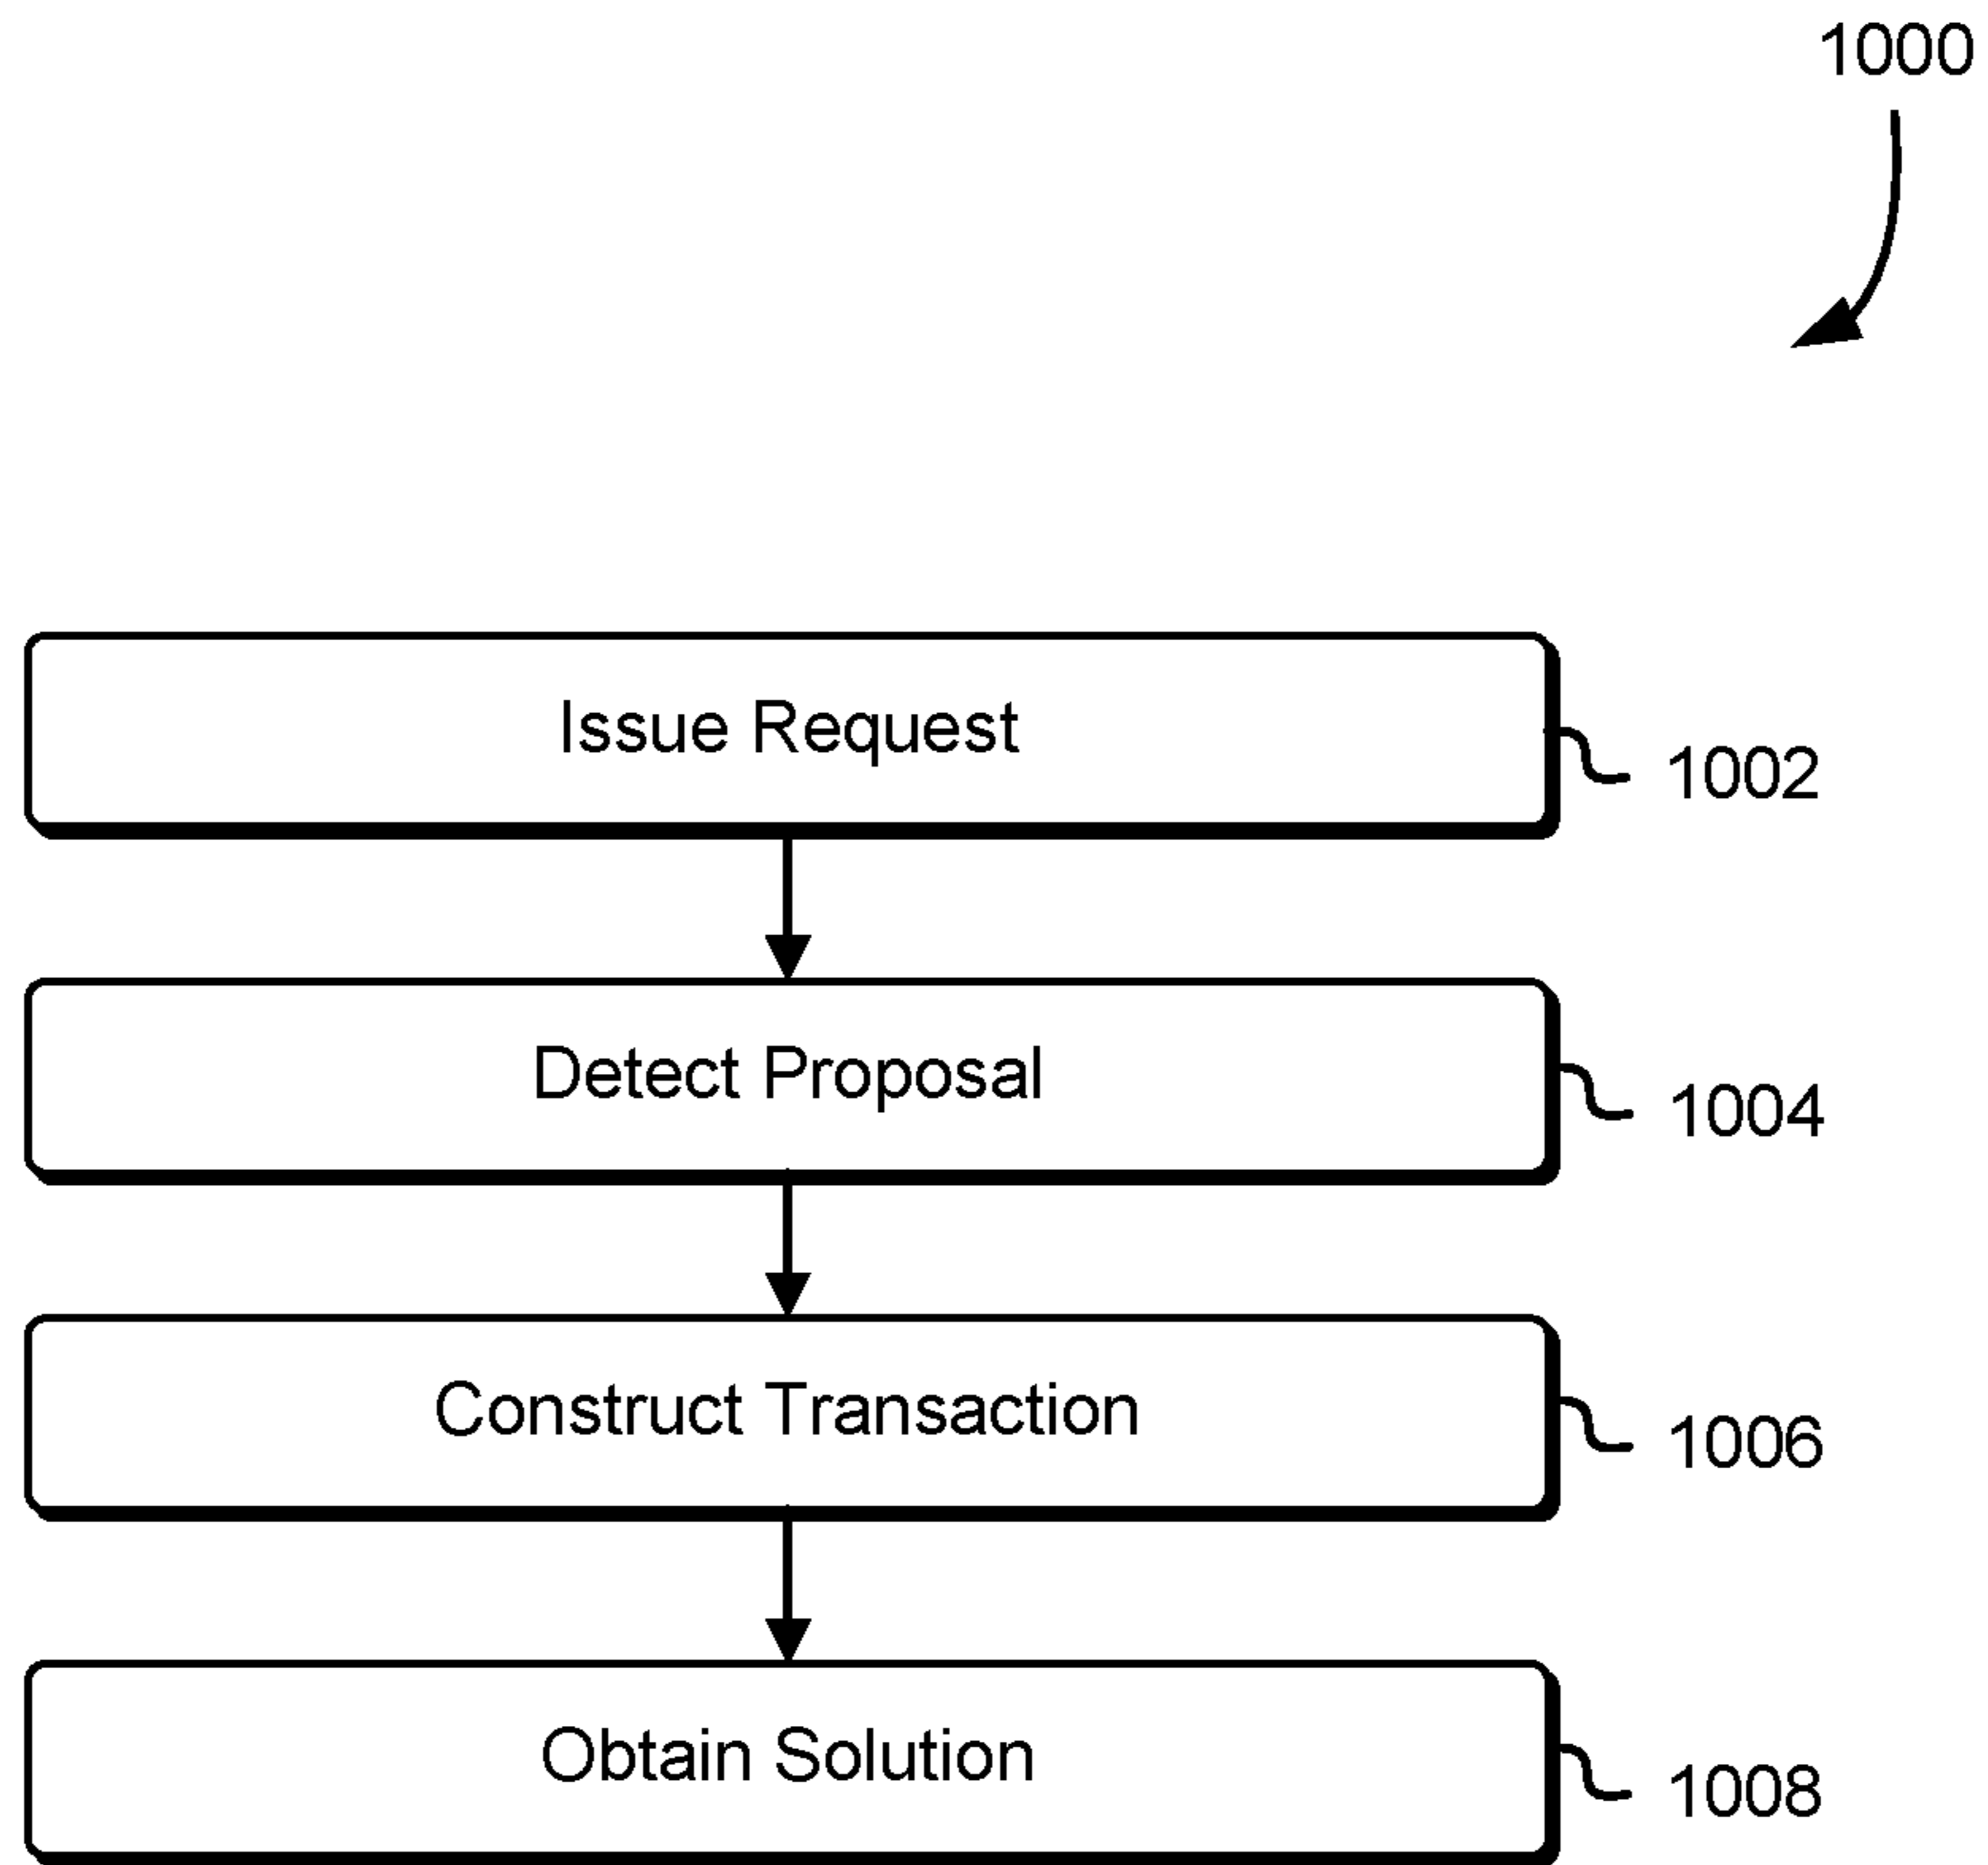 1000
Issue Request
1002
Detect Proposal
1004
Construct Transaction
1006
Obtain Solution
1008